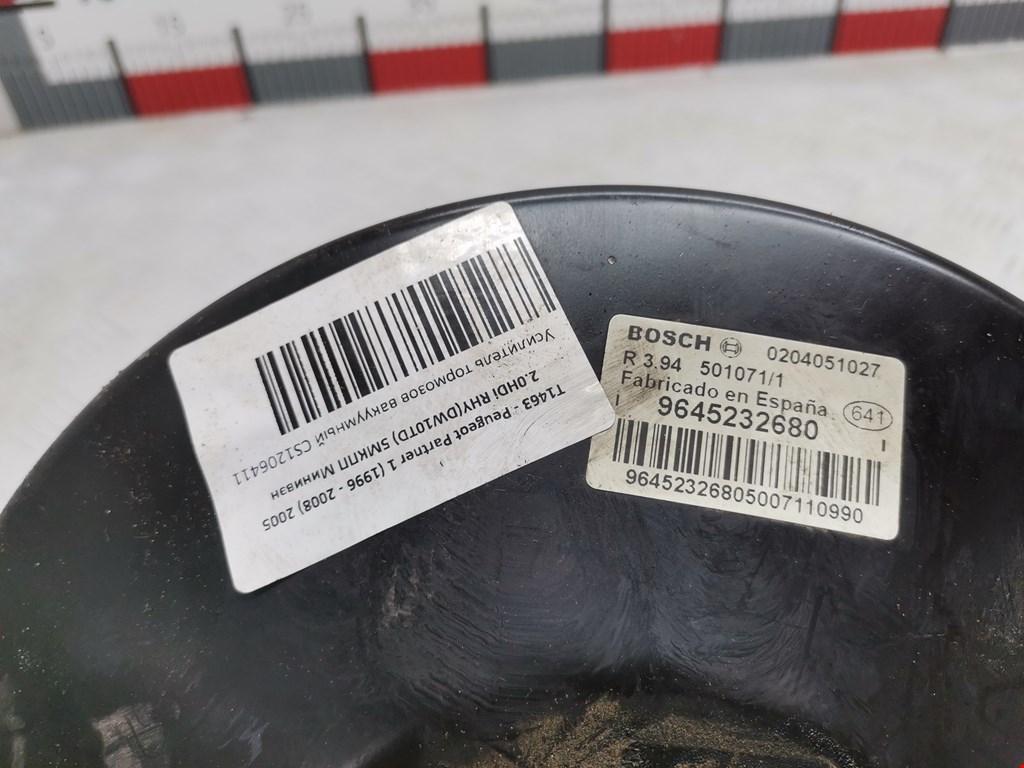 Усилитель тормозов вакуумный CS1206411
T1463 - Peugeot Partner 1 (1996 - 2008) 2005
2.0HDi RHY(DW10TD) 5МКПП Минивэн
BOSCH 0204051027
R 3.94 501071/1
Fabricado en España 641
9645232680
96452326805007110990